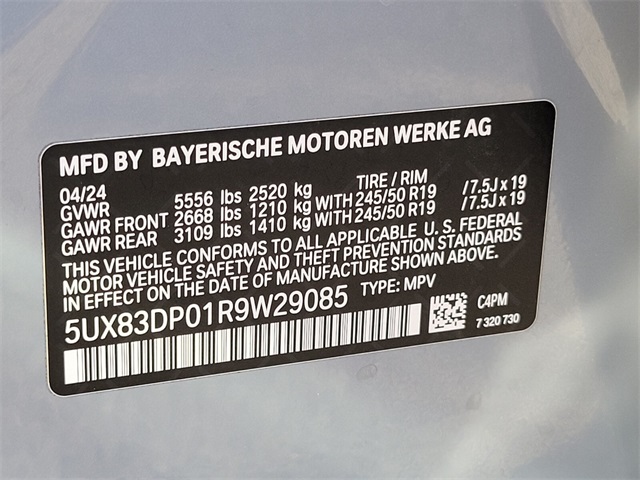 MFD BY BAYERISCHE MOTOREN WERKE AG
04/24 TIRE / RIM
GVWR 5556 lbs 2520 kg
GAWR FRONT 2668 lbs 1210 kg WITH 245/50 R19 /7.5J x 19
GAWR REAR 3109 lbs 1410 kg WITH 245/50 R19 /7.5J x 19
THIS VEHICLE CONFORMS TO ALL APPLICABLE U. S. FEDERAL
MOTOR VEHICLE SAFETY AND THEFT PREVENTION STANDARDS
IN EFFECT ON THE DATE OF MANUFACTURE SHOWN ABOVE.
5UX83DP01R9W29085 TYPE: MPV
C4PM
7 320 730